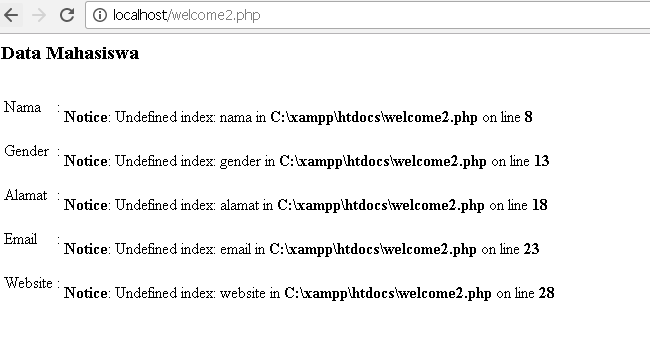 localhost/welcome2.php
Data Mahasiswa
Nama : Notice: Undefined index: nama in C:\xampp\htdocs\welcome2.php on line 8
Gender : Notice: Undefined index: gender in C:\xampp\htdocs\welcome2.php on line 13
Alamat : Notice: Undefined index: alamat in C:\xampp\htdocs\welcome2.php on line 18
Email : Notice: Undefined index: email in C:\xampp\htdocs\welcome2.php on line 23
Website : Notice: Undefined index: website in C:\xampp\htdocs\welcome2.php on line 28